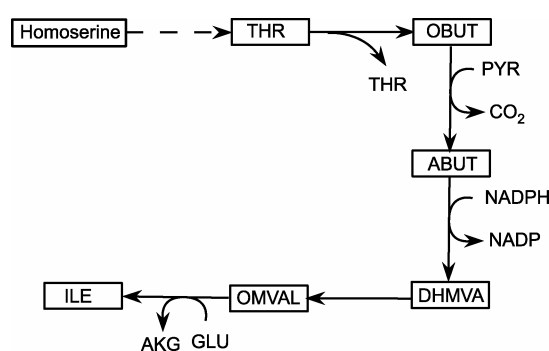 Homoserine
THR
OBUT
THR
PYR
CO₂
ABUT
NADPH
NADP
DHMVA
OMVAL
ILE
AKG
GLU